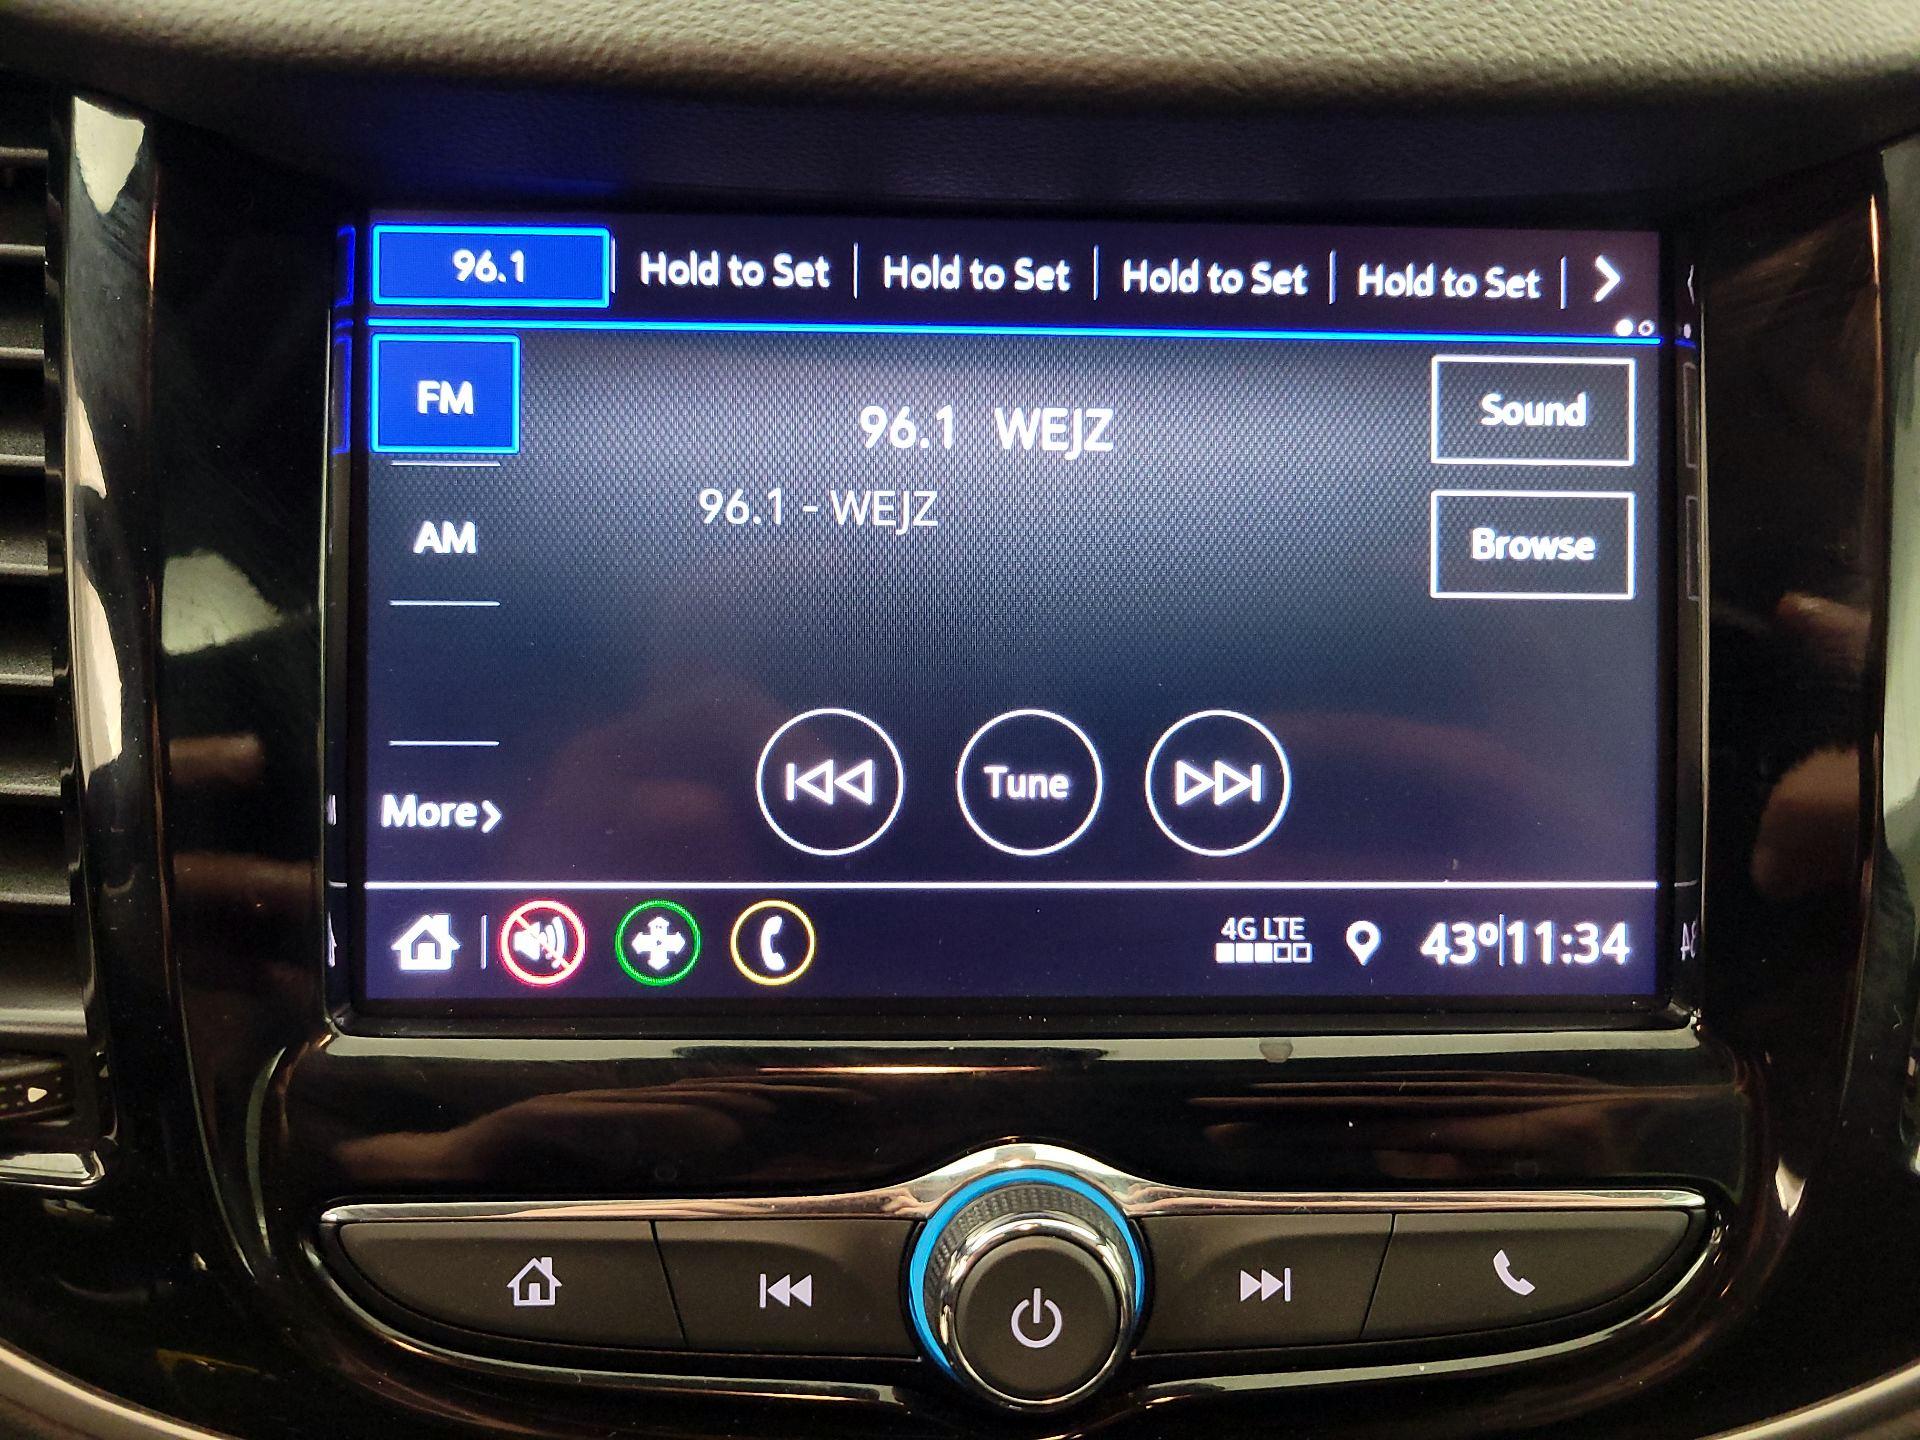 96.1 Hold to Set Hold to Set Hold to Set Hold to Set
FM
96.1 WEJZ
Sound
96.1 - WEJZ
AM
Browse
Tune
More
4G LTE
43° 11:34